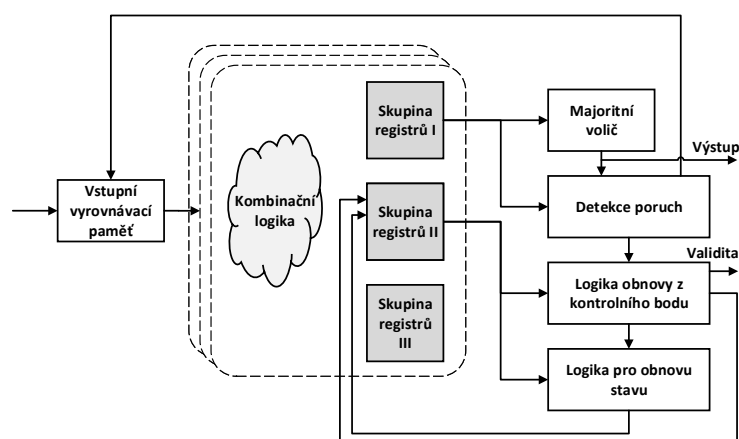 Vstupní
vyrovnávací
paměť
Kombinační
logika
Skupina
registrů I
Skupina
registrů II
Skupina
registrů
III
Majoritní
volič
Výstup
Detekce poruch
Validita
Logika obnovy z
kontrolního bodu
Logika pro obnovu
stavu